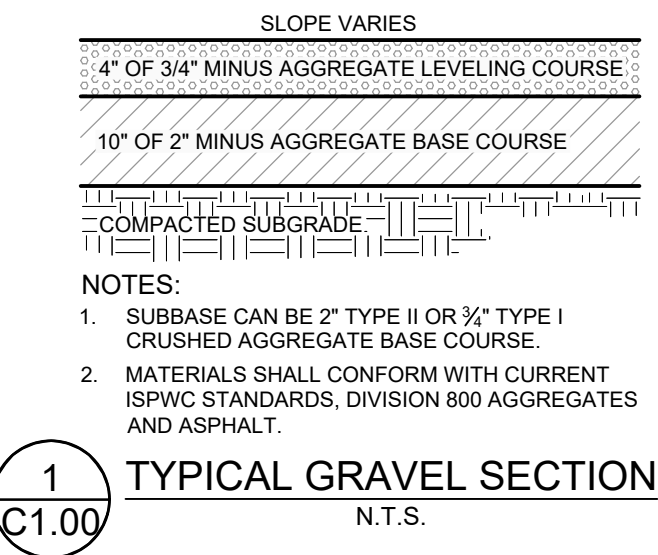 SLOPE VARIES
4" OF 3/4" MINUS AGGREGATE LEVELING COURSE
10" OF 2" MINUS AGGREGATE BASE COURSE
COMPACTED SUBGRADE
NOTES:
1. SUBBASE CAN BE 2" TYPE II OR ¾" TYPE I
CRUSHED AGGREGATE BASE COURSE.
2. MATERIALS SHALL CONFORM WITH CURRENT
ISPWC STANDARDS, DIVISION 800 AGGREGATES
AND ASPHALT.
1
C1.00
TYPICAL GRAVEL SECTION
N.T.S.